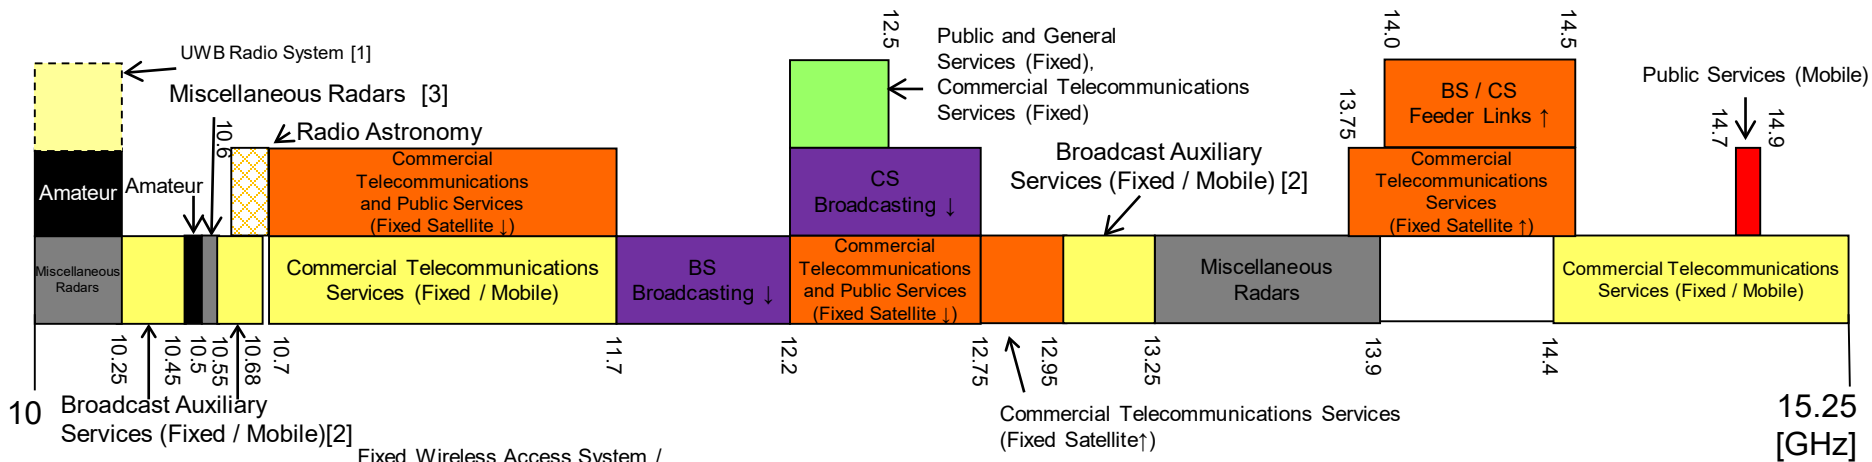 UWB Radio System [1]
Miscellaneous Radars [3]
10.6
Radio Astronomy
Amateur
Amateur
Miscellaneous
Radars
Commercial
Telecommunications
and Public Services
(Fixed Satellite ↓)
Commercial Telecommunications
Services (Fixed / Mobile)
BS
Broadcasting ↓
12.5
Public and General
Services (Fixed),
Commercial Telecommunications
Services (Fixed)
CS
Broadcasting ↓
Commercial
Telecommunications
and Public Services
(Fixed Satellite ↓)
Broadcast Auxiliary
Services (Fixed / Mobile) [2]
Miscellaneous
Radars
13.75
14.0
14.5
BS / CS
Feeder Links ↑
Commercial
Telecommunications
Services
(Fixed Satellite ↑)
Public Services (Mobile)
14.7
14.9
Commercial Telecommunications
Services (Fixed / Mobile)
10
10.25
10.45
10.5
10.55
10.68
10.7
11.7
12.2
12.75
12.95
13.25
13.9
14.4
15.25
[GHz]
Broadcast Auxiliary
Services (Fixed / Mobile)[2]
Commercial Telecommunications Services
(Fixed Satellite↑)
Fixed Wireless Access System /